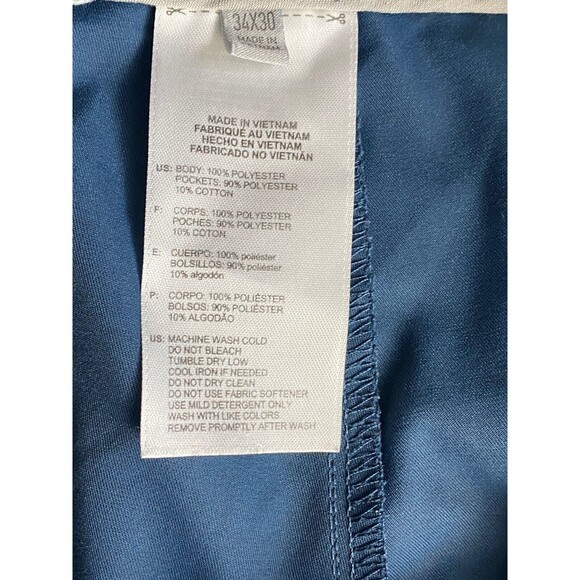 34X30
MADE IN
VIETNAM
MADE IN VIETNAM
FABRIQUÉ AU VIETNAM
HECHO EN VIETNAM
FABRICADO NO VIETNÁN
US: BODY: 100% POLYESTER
POCKETS: 90% POLYESTER
10% COTTON
F: CORPS: 100% POLYESTER
POCHES: 90% POLYESTER
10% COTON
E: CUERPO: 100% poliéster
BOLSILLOS: 90% poliéster
10% algodón
P: CORPO: 100% POLIÉSTER
BOLSOS: 90% POLIÉSTER
10% ALGODÃO
US: MACHINE WASH COLD
DO NOT BLEACH
TUMBLE DRY LOW
COOL IRON IF NEEDED
DO NOT DRY CLEAN
DO NOT USE FABRIC SOFTENER
USE MILD DETERGENT ONLY
WASH WITH LIKE COLORS
REMOVE PROMPTLY AFTER WASH